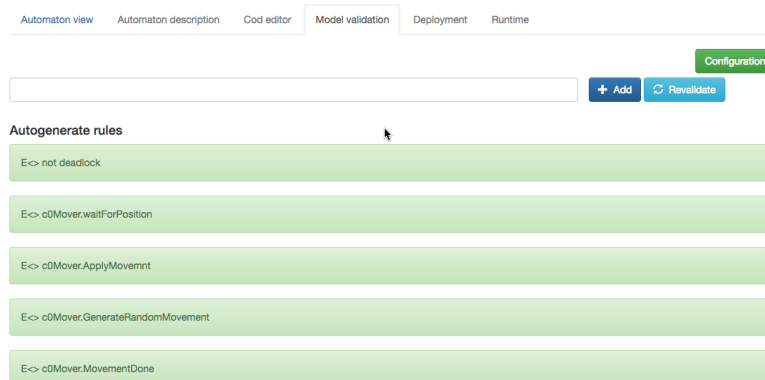 Automaton view Automaton description Cod editor Model validation Deployment Runtime
Configuration
+ Add Revalidate
Autogenerate rules
E<> not deadlock
E<> c0Mover.waitForPosition
E<> c0Mover.ApplyMovemnt
E<> c0Mover.GenerateRandomMovement
E<> c0Mover.MovementDone